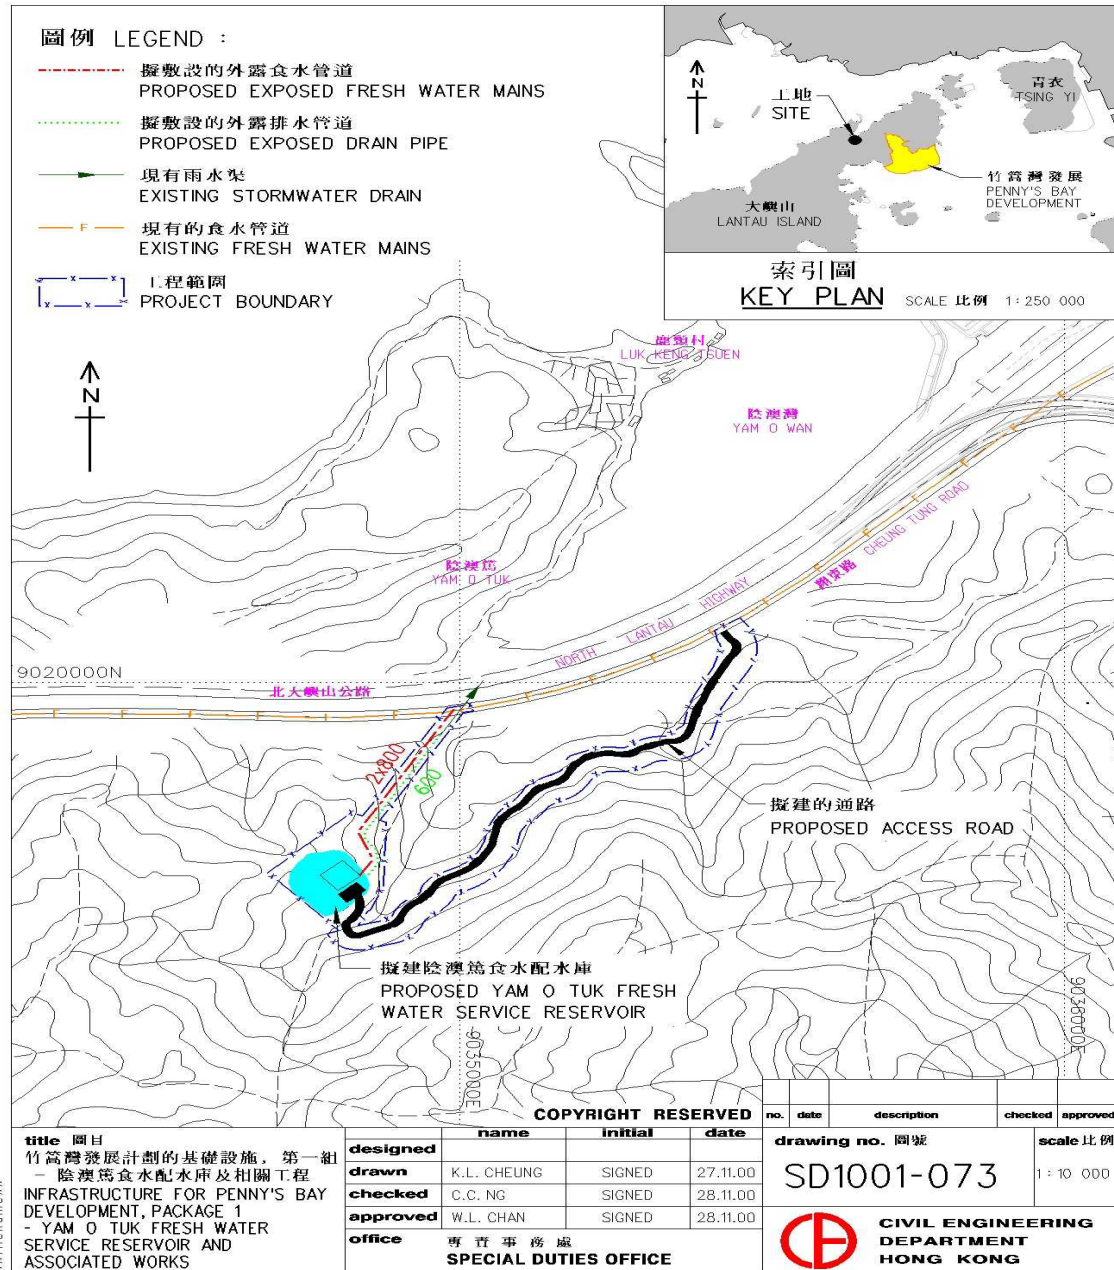 圖例 LEGEND :
擬敷設的外露食水管道
PROPOSED EXPOSED FRESH WATER MAINS
擬敷設的外露排水管道
PROPOSED EXPOSED DRAIN PIPE
現有雨水渠
EXISTING STORMWATER DRAIN
F
現有的食水管道
EXISTING FRESH WATER MAINS
工程範圍
PROJECT BOUNDARY
N
工地
SITE
青衣
TSING YI
竹篙灣發展
PENNY'S BAY
DEVELOPMENT
大嶼山
LANTAU ISLAND
索引圖
KEY PLAN SCALE 比例 1:250 000
N
鹿頸村
LUK KENG TSUEN
陰澳灣
YAM O WAN
陰澳篤
YAM O TUK
CHEUNG TUNG ROAD
翔東路
NORTH LANTAU HIGHWAY
9020000N
北大嶼山公路
2x800
600
擬建的通路
PROPOSED ACCESS ROAD
擬建陰澳篤食水配水庫
PROPOSED YAM O TUK FRESH
WATER SERVICE RESERVOIR
9035000E
9036000E
COPYRIGHT RESERVED
no. date description checked approved
title 圖目
竹篙灣發展計劃的基礎設施, 第一組
- 陰澳篤食水配水庫及相關工程
INFRASTRUCTURE FOR PENNY'S BAY
DEVELOPMENT, PACKAGE 1
- YAM O TUK FRESH WATER
SERVICE RESERVOIR AND
ASSOCIATED WORKS
name initial date
designed
drawn K.L. CHEUNG SIGNED 27.11.00
checked C.C. NG SIGNED 28.11.00
approved W.L. CHAN SIGNED 28.11.00
office 專責事務處
SPECIAL DUTIES OFFICE
drawing no. 圖號
SD1001-073
scale 比例
1:10 000
CIVIL ENGINEERING
DEPARTMENT
HONG KONG